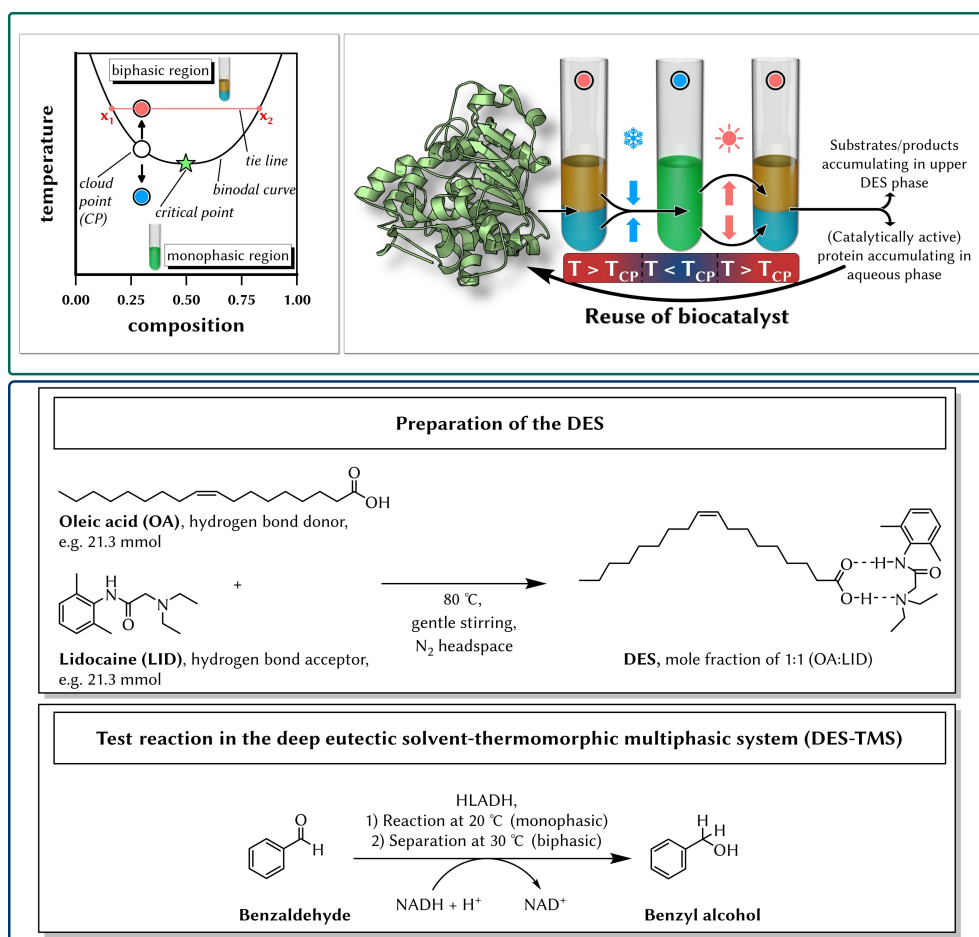 temperature
biphasic region
x1
x2
tie line
cloud
point
(CP)
binodal curve
critical point
monophasic region
0.00
0.25
0.50
0.75
1.00
composition
T > TCP
T < TCP
T > TCP
Substrates/products
accumulating in upper
DES phase
(Catalytically active)
protein accumulating in
aqueous phase
Reuse of biocatalyst
Preparation of the DES
O
OH
Oleic acid (OA), hydrogen bond donor,
e.g. 21.3 mmol
H
N
O
N
+
Lidocaine (LID), hydrogen bond acceptor,
e.g. 21.3 mmol
80 °C,
gentle stirring,
N2 headspace
O
H
N
O
O
H
N
DES, mole fraction of 1:1 (OA:LID)
Test reaction in the deep eutectic solvent-thermomorphic multiphasic system (DES-TMS)
O
H
Benzaldehyde
HLADH,
1) Reaction at 20 °C (monophasic)
2) Separation at 30 °C (biphasic)
NADH + H+
NAD+
H
H
OH
Benzyl alcohol